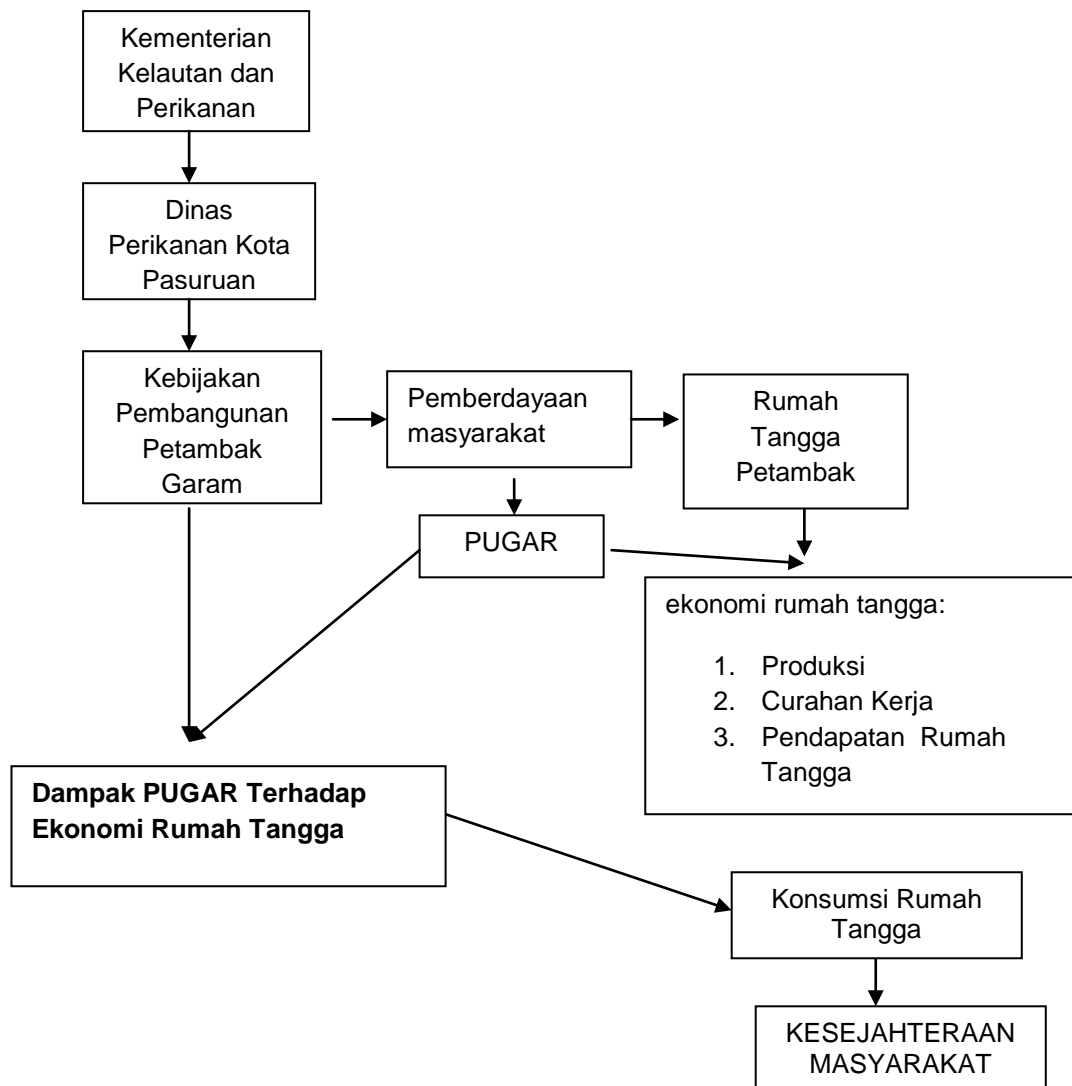 Kementerian
Kelautan dan
Perikanan
Dinas
Perikanan Kota
Pasuruan
Kebijakan
Pembangunan
Petambak
Garam
Pemberdayaan
masyarakat
Rumah
Tangga
Petambak
PUGAR
ekonomi rumah tangga:
1. Produksi
2. Curahan Kerja
3. Pendapatan Rumah
Tangga
Dampak PUGAR Terhadap
Ekonomi Rumah Tangga
Konsumsi Rumah
Tangga
KESEJAHTERAAN
MASYARAKAT